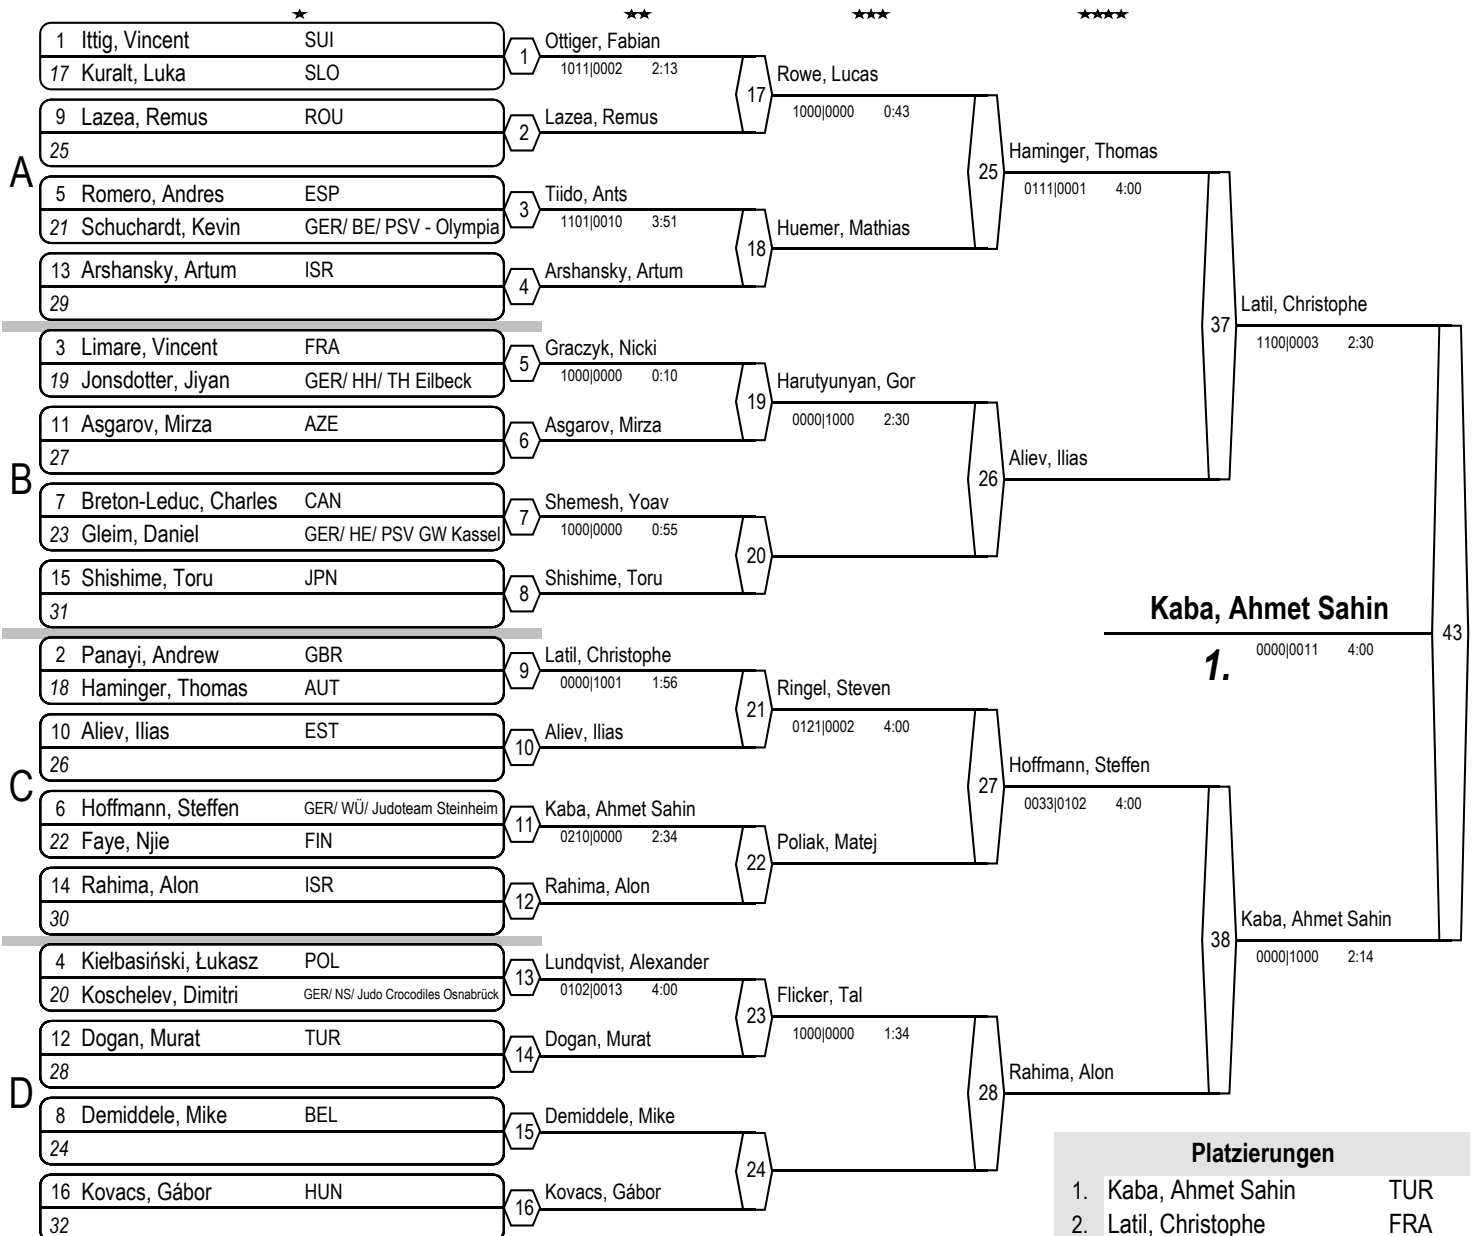 ★ ★★ ★★★ ★★★★
A
1 Ittig, Vincent SUI
17 Kuralt, Luka SLO
9 Lazea, Remus ROU
25
5 Romero, Andres ESP
21 Schuchardt, Kevin GER/ BE/ PSV - Olympia
13 Arshansky, Artum ISR
29
B
3 Limare, Vincent FRA
19 Jonsdotter, Jiyan GER/ HH/ TH Eilbeck
11 Asgarov, Mirza AZE
27
7 Breton-Leduc, Charles CAN
23 Gleim, Daniel GER/ HE/ PSV GW Kassel
15 Shishime, Toru JPN
31
C
2 Panayi, Andrew GBR
18 Haminger, Thomas AUT
10 Aliev, Ilias EST
26
6 Hoffmann, Steffen GER/ WÜ/ Judoteam Steinheim
22 Faye, Njie FIN
14 Rahima, Alon ISR
30
D
4 Kiełbasiński, Łukasz POL
20 Koschelev, Dimitri GER/ NS/ Judo Crocodiles Osnabrück
12 Dogan, Murat TUR
28
8 Demiddele, Mike BEL
24
16 Kovacs, Gábor HUN
32
1 Ottiger, Fabian
1011|0002 2:13
2 Lazea, Remus
3 Tiido, Ants
1101|0010 3:51
4 Arshansky, Artum
5 Graczyk, Nicki
1000|0000 0:10
6 Asgarov, Mirza
7 Shemesh, Yoav
1000|0000 0:55
8 Shishime, Toru
9 Latil, Christophe
0000|1001 1:56
10 Aliev, Ilias
11 Kaba, Ahmet Sahin
0210|0000 2:34
12 Rahima, Alon
13 Lundqvist, Alexander
0102|0013 4:00
14 Dogan, Murat
15 Demiddele, Mike
16 Kovacs, Gábor
17 Rowe, Lucas
1000|0000 0:43
18 Huemer, Mathias
19 Harutyunyan, Gor
0000|1000 2:30
20
21 Ringel, Steven
0121|0002 4:00
22 Poliak, Matej
23 Flicker, Tal
1000|0000 1:34
24
25 Haminger, Thomas
0111|0001 4:00
26 Aliev, Ilias
27 Hoffmann, Steffen
0033|0102 4:00
28 Rahima, Alon
37 Latil, Christophe
1100|0003 2:30
38 Kaba, Ahmet Sahin
0000|1000 2:14
43
Kaba, Ahmet Sahin
1. 0000|0011 4:00
Platzierungen
1. Kaba, Ahmet Sahin TUR
2. Latil, Christophe FRA